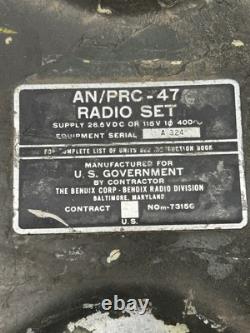 AN/PRC-47
RADIO SET
SUPPLY 26.5VDC OR 115V 1Φ 400
EQUIPMENT SERIAL A 324
FOR COMPLETE LIST OF UNITS SEE INSTRUCTION BOOK
MANUFACTURED FOR
U. S. GOVERNMENT
BY CONTRACTOR
THE BENDIX CORP - BENDIX RADIO DIVISION
BALTIMORE, MARYLAND
CONTRACT NOm-73156
U. S.